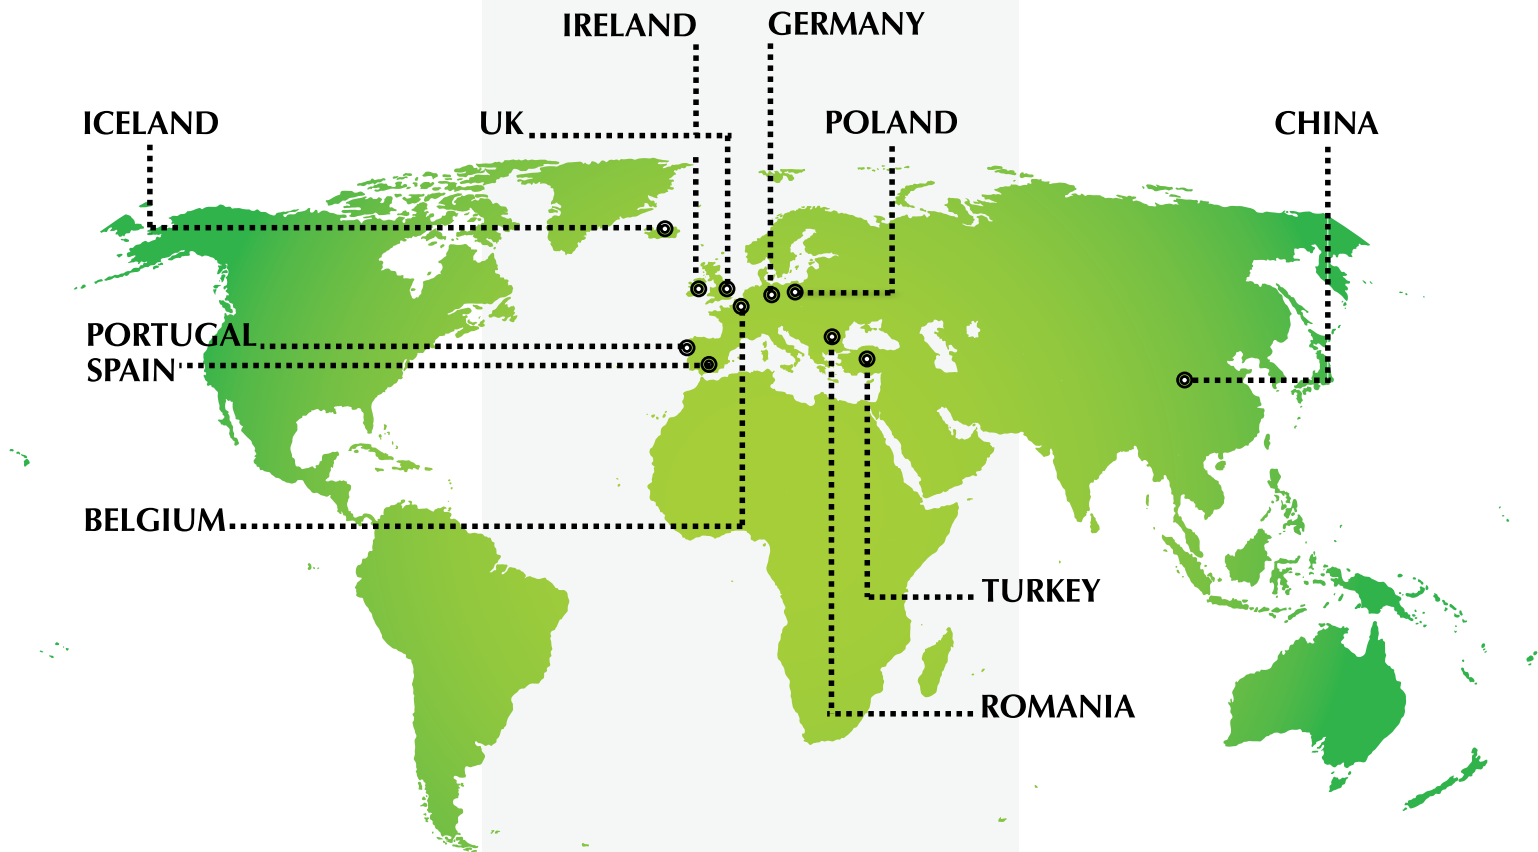 IRELAND
GERMANY
ICELAND
UK
POLAND
CHINA
PORTUGAL
SPAIN
BELGIUM
TURKEY
ROMANIA